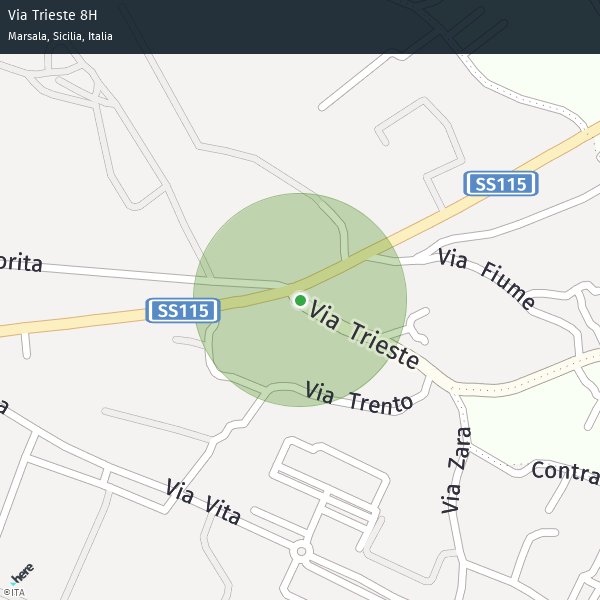 Via Trieste 8H
Marsala, Sicilia, Italia
SS115
Via Fiume
orita
SS115
Via Trieste
Via Trento
a
Via Zara
Contra
Via Vita
here
©ITA